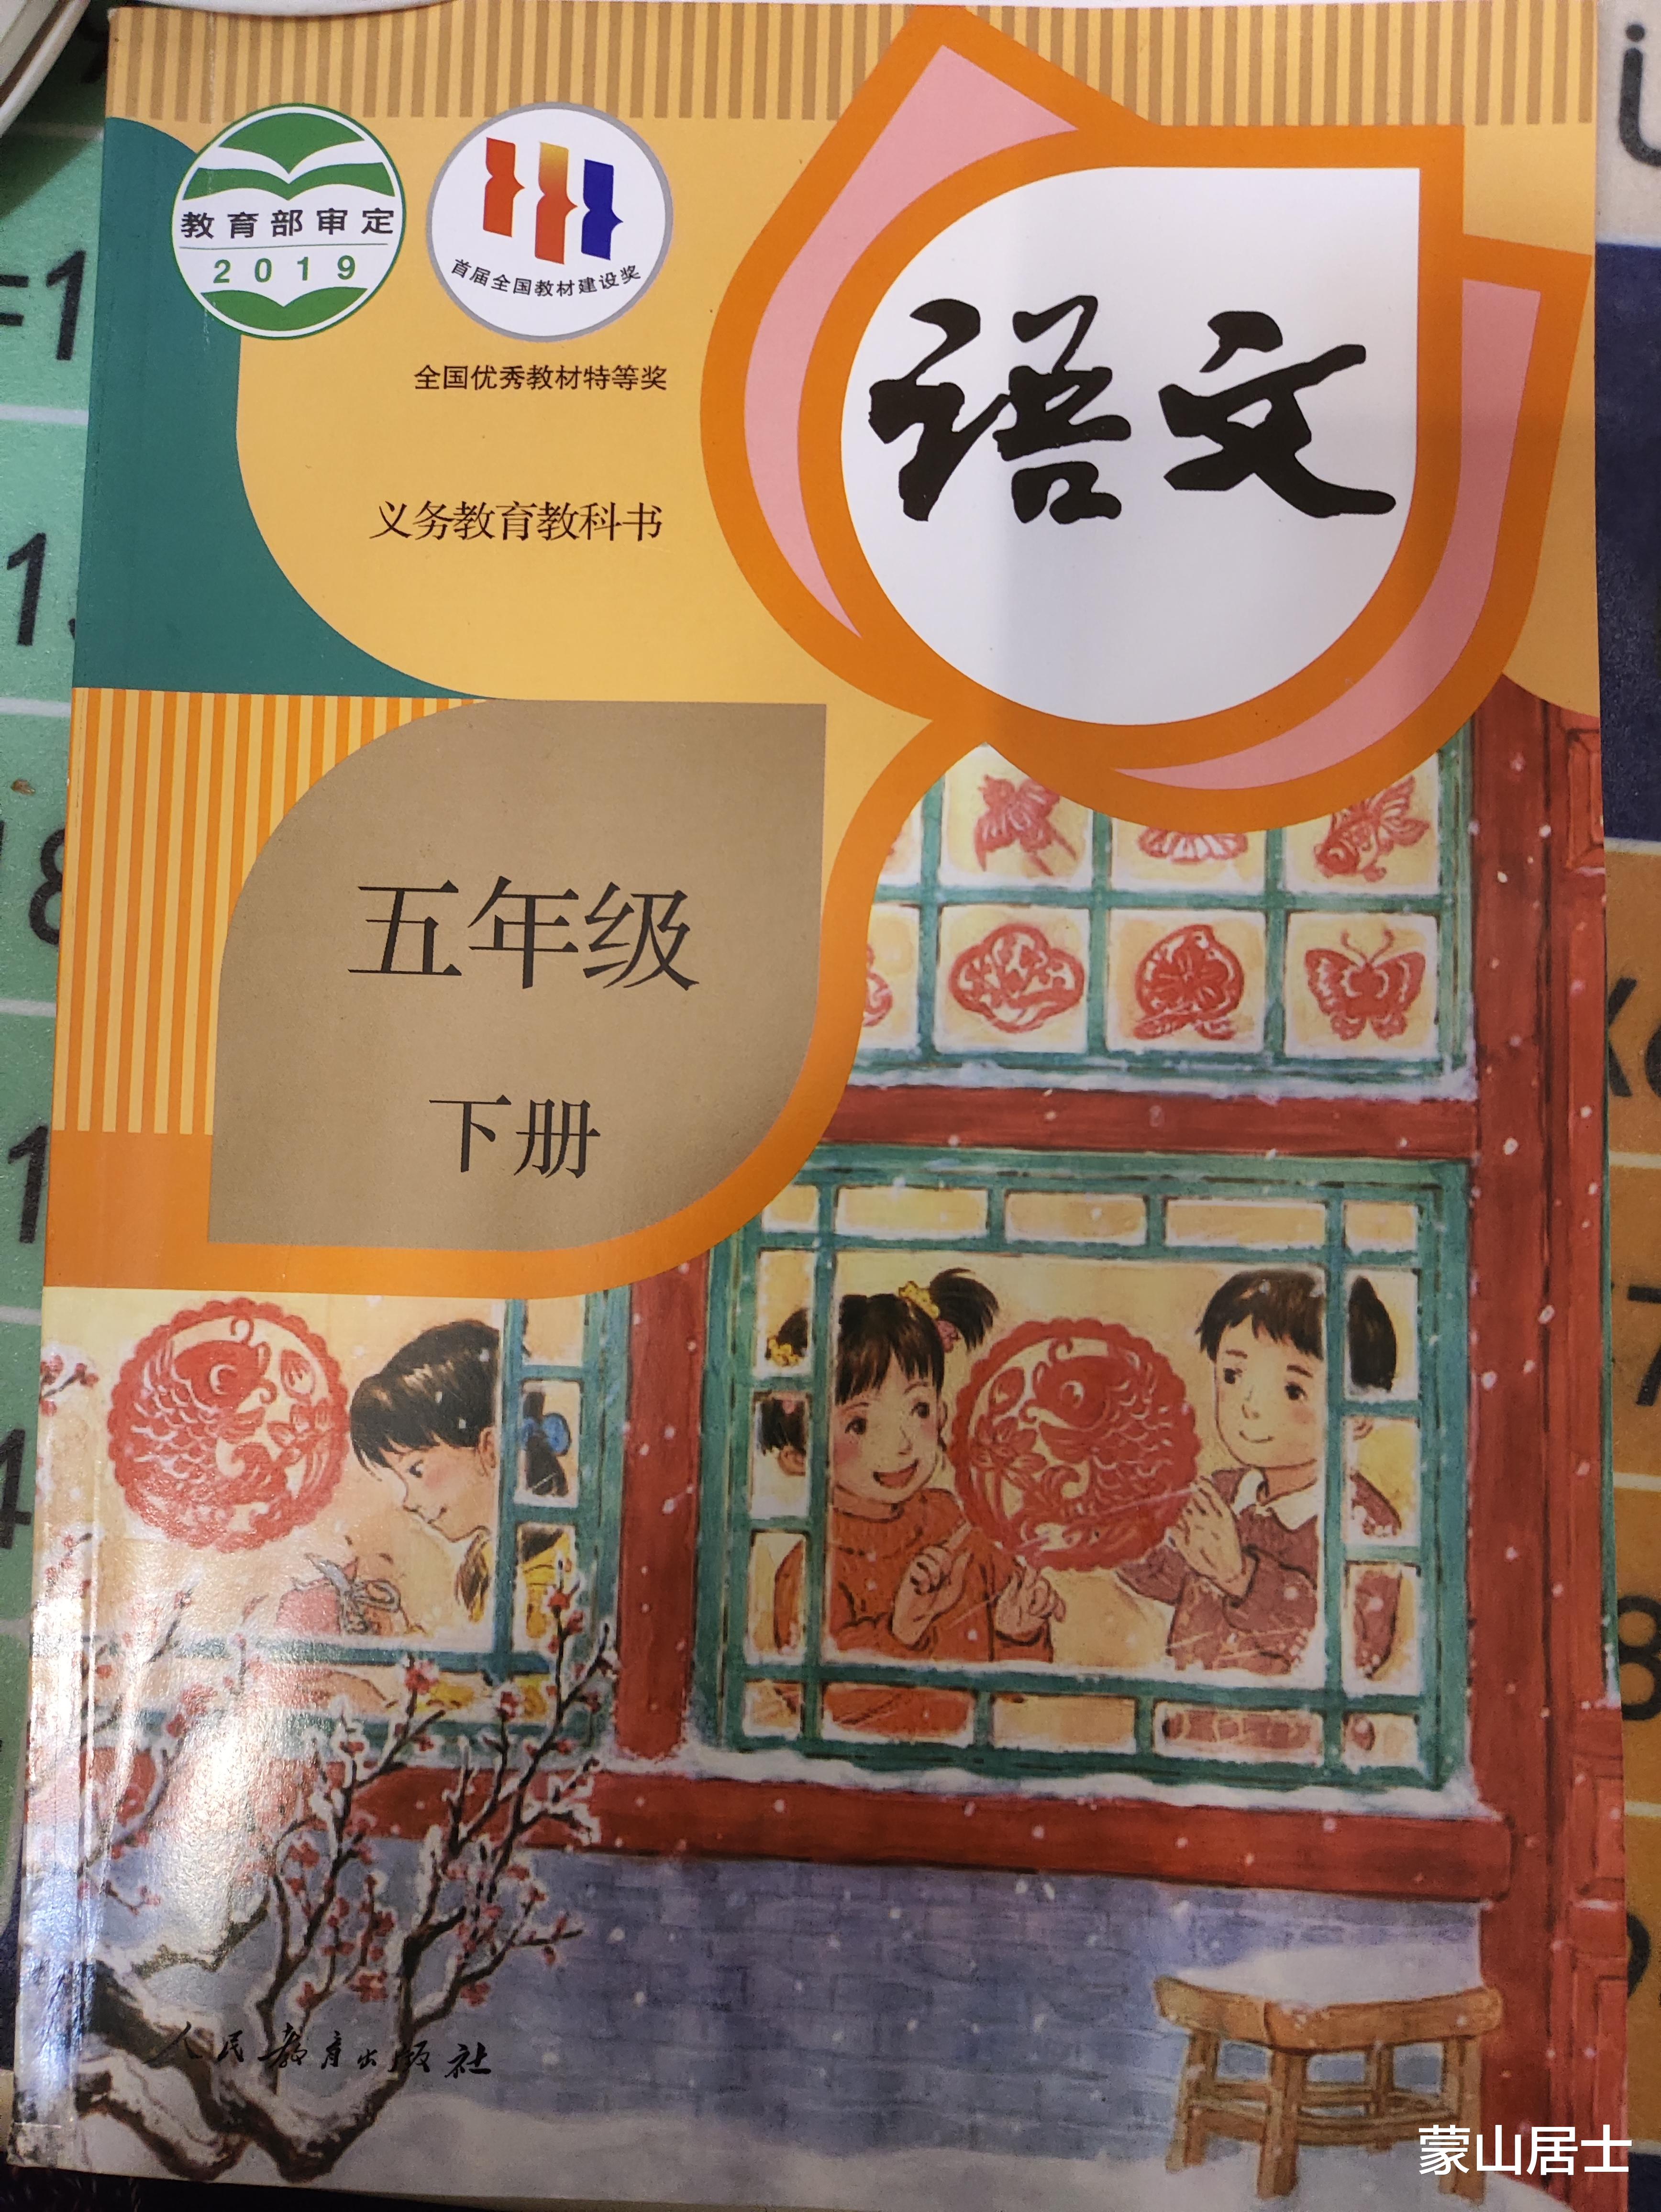 教育部审定
2019
首届全国教材建设奖
全国优秀教材特等奖
义务教育教科书
语文
五年级
下册
人民教育出版社
蒙山居士